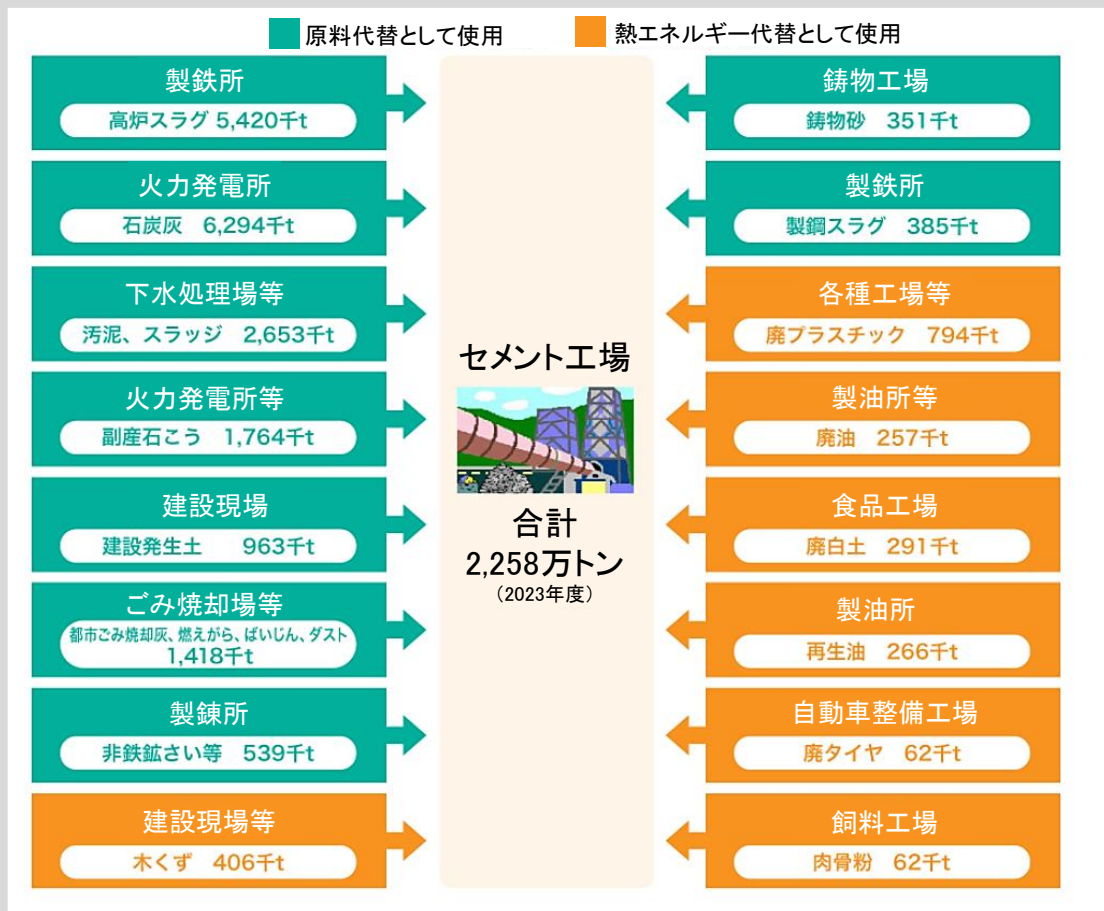 原料代替として使用
熱エネルギー代替として使用
製鉄所
高炉スラグ 5,420千t
火力発電所
石炭灰 6,294千t
下水処理場等
汚泥、スラッジ 2,653千t
火力発電所等
副産石こう 1,764千t
建設現場
建設発生土 963千t
ごみ焼却場等
都市ごみ焼却灰、燃えがら、ばいじん、ダスト
1,418千t
製錬所
非鉄鉱さい等 539千t
建設現場等
木くず 406千t
セメント工場
合計
2,258万トン
（2023年度）
鋳物工場
鋳物砂 351千t
製鉄所
製鋼スラグ 385千t
各種工場等
廃プラスチック 794千t
製油所等
廃油 257千t
食品工場
廃白土 291千t
製油所
再生油 266千t
自動車整備工場
廃タイヤ 62千t
飼料工場
肉骨粉 62千t